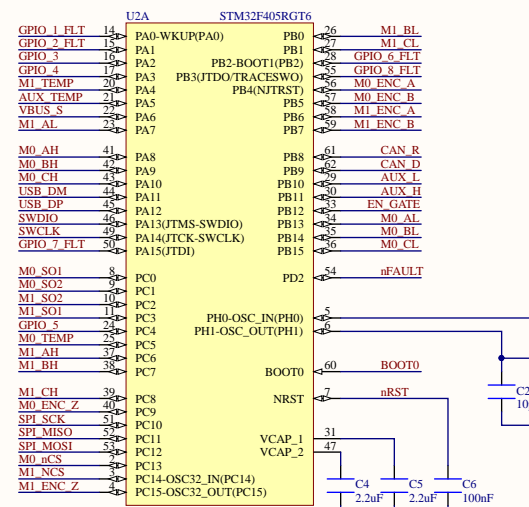 U2A STM32F405RGT6
GPIO_1_FLT 14 PA0-WKUP(PA0) PB0 26 M1_BL
GPIO_2_FLT 15 PA1 PB1 27 M1_CL
GPIO_3 16 PA2 PB2-BOOT1(PB2) 28 GPIO_6_FLT
GPIO_4 17 PA3 PB3(JTDO/TRACESWO) 55 GPIO_8_FLT
M1_TEMP 20 PA4 PB4(NJTRST) 56 M0_ENC_A
AUX_TEMP 21 PA5 PB5 57 M0_ENC_B
VBUS_S 22 PA6 PB6 58 M1_ENC_A
M1_AL 23 PA7 PB7 59 M1_ENC_B
M0_AH 41 PA8 PB8 61 CAN_R
M0_BH 42 PA9 PB9 62 CAN_D
M0_CH 43 PA10 PB10 29 AUX_L
USB_DM 44 PA11 PB11 30 AUX_H
USB_DP 45 PA12 PB12 33 EN_GATE
SWDIO 46 PA13(JTMS-SWDIO) PB13 34 M0_AL
SWCLK 49 PA14(JTCK-SWCLK) PB14 35 M0_BL
GPIO_7_FLT 50 PA15(JTDI) PB15 36 M0_CL
M0_SO1 8 PC0 PD2 54 nFAULT
M0_SO2 9 PC1
M1_SO2 10 PC2
M1_SO1 11 PC3 PH0-OSC_IN(PH0) 5
GPIO_5 24 PC4 PH1-OSC_OUT(PH1) 6
M0_TEMP 25 PC5
M1_AH 37 PC6
M1_BH 38 PC7 BOOT0 60 BOOT0
M1_CH 39 PC8 NRST 7 nRST
M0_ENC_Z 40 PC9
SPI_SCK 51 PC10
SPI_MISO 52 PC11 VCAP_1 31
SPI_MOSI 53 PC12 VCAP_2 47
M0_nCS 2 PC13
M1_NCS 3 PC14-OSC32_IN(PC14)
M1_ENC_Z 4 PC15-OSC32_OUT(PC15)
C4 C5 C6
2.2uF 2.2uF 100nF